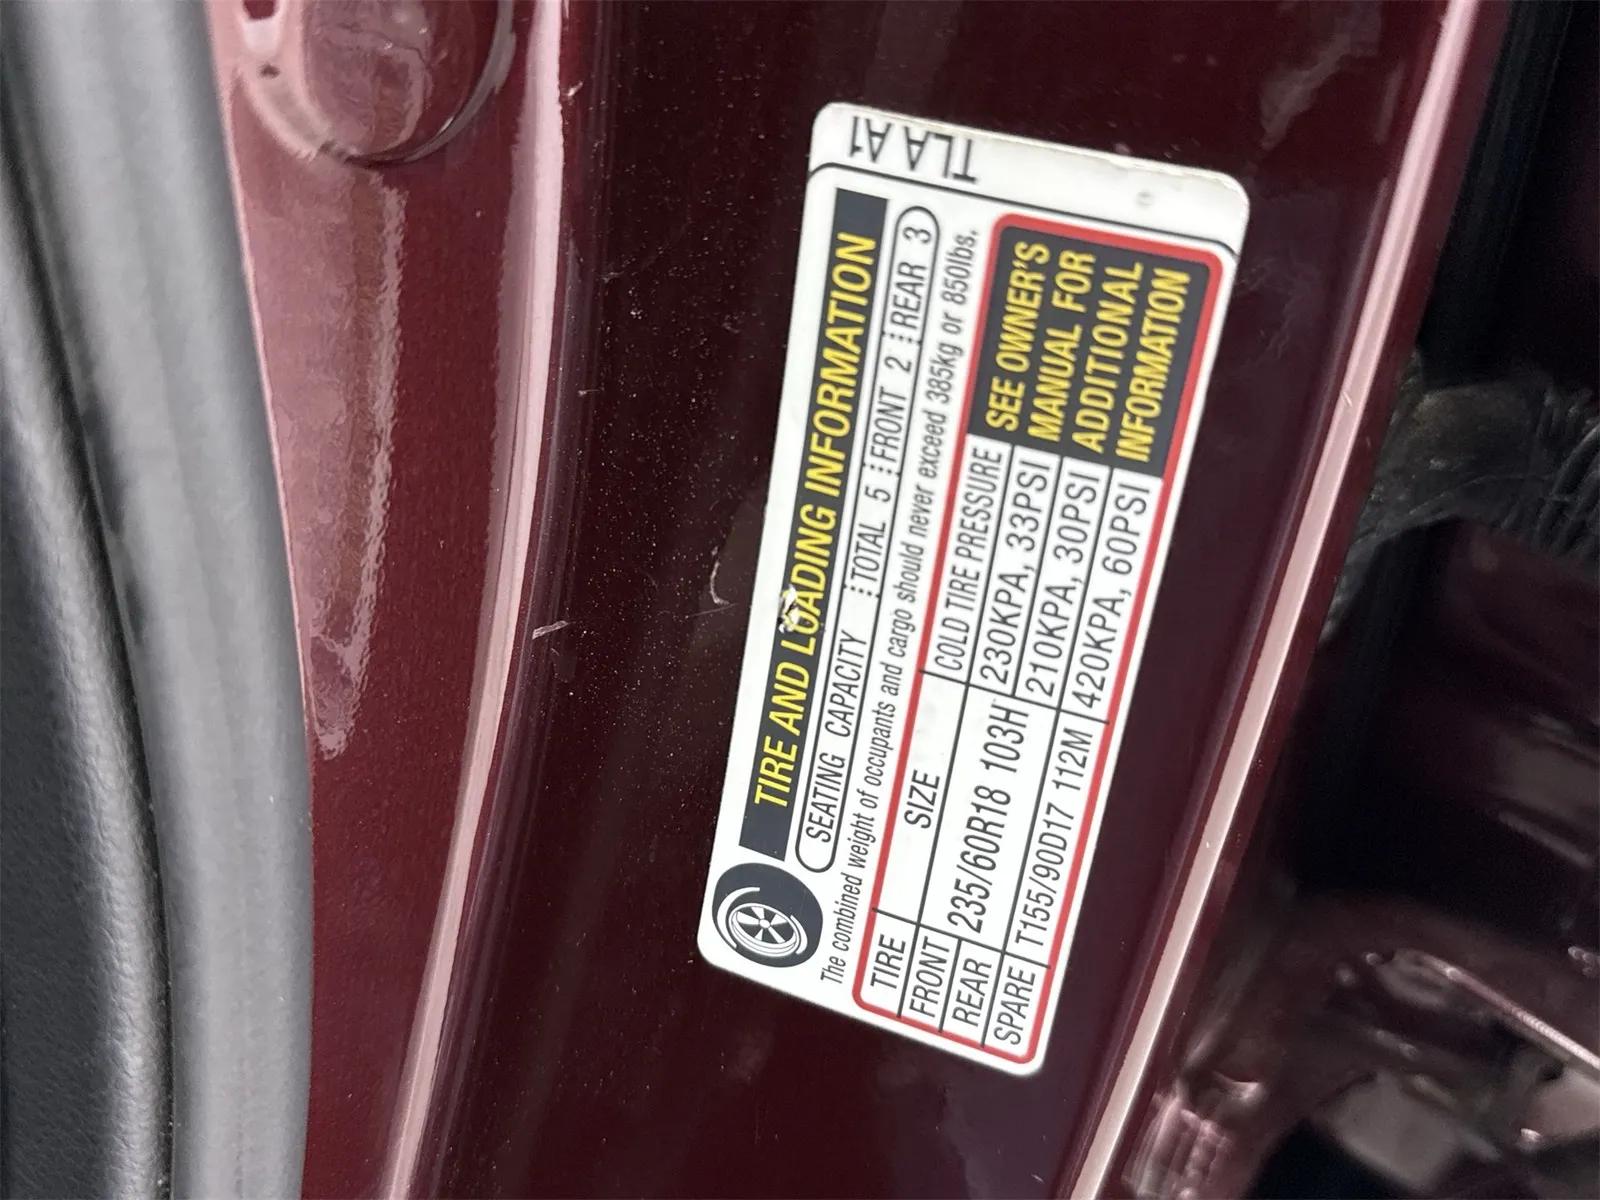 TLAA1
TIRE AND LOADING INFORMATION
SEATING CAPACITY TOTAL 5 FRONT 2 REAR 3
The combined weight of occupants and cargo should never exceed 385kg or 850lbs.
TIRE SIZE COLD TIRE PRESSURE
FRONT 235/60R18 103H 230KPA, 33PSI
REAR 210KPA, 30PSI
SPARE T155/90D17 112M 420KPA, 60PSI
SEE OWNER'S
MANUAL FOR
ADDITIONAL
INFORMATION